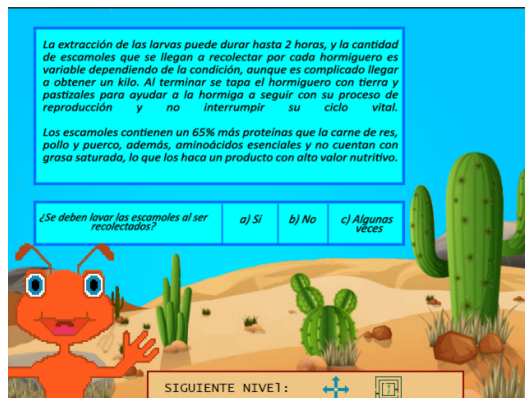 La extracción de las larvas puede durar hasta 2 horas, y la cantidad
de escamoles que se llegan a recolectar por cada hormiguero es
variable dependiendo de la condición, aunque es complicado llegar
a obtener un kilo. Al terminar se tapa el hormiguero con tierra y
pastizales para ayudar a la hormiga a seguir con su proceso de
reproducción y no interrumpir su ciclo vital.
Los escamoles contienen un 65% más proteínas que la carne de res,
pollo y puerco, además, aminoácidos esenciales y no cuentan con
grasa saturada, lo que los haca un producto con alto valor nutritivo.
¿Se deben lavar las escamoles al ser
recolectados?
a) Si
b) No
c) Algunas
veces
SIGUIENTE NIVEl: